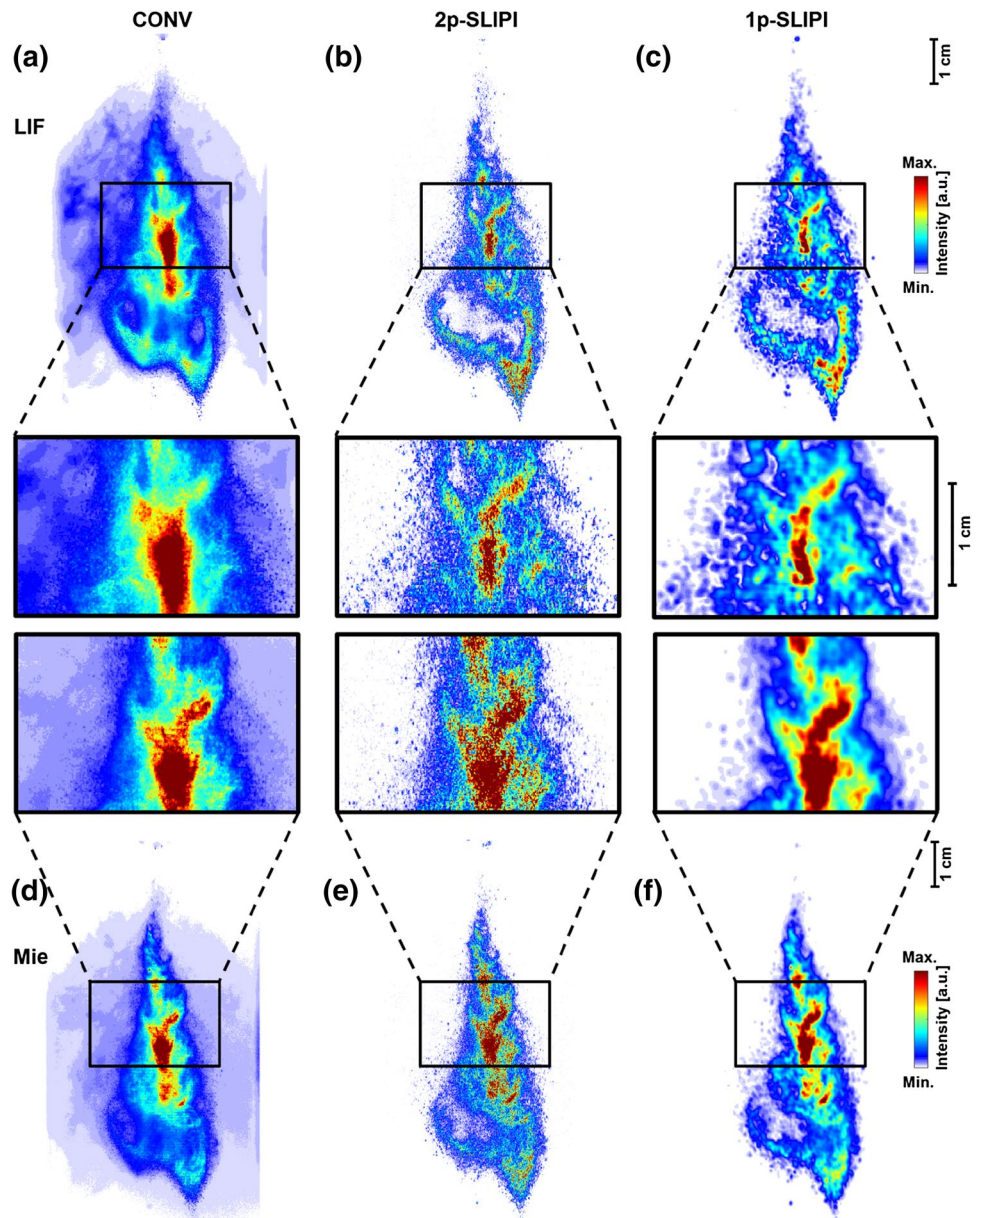 CONV 2p-SLIPI 1p-SLIPI
(a) (b) (c)
1 cm
LIF
Max.
Intensity [a.u.]
Min.
1 cm
1 cm
(d) (e) (f)
Mie
Max.
Intensity [a.u.]
Min.